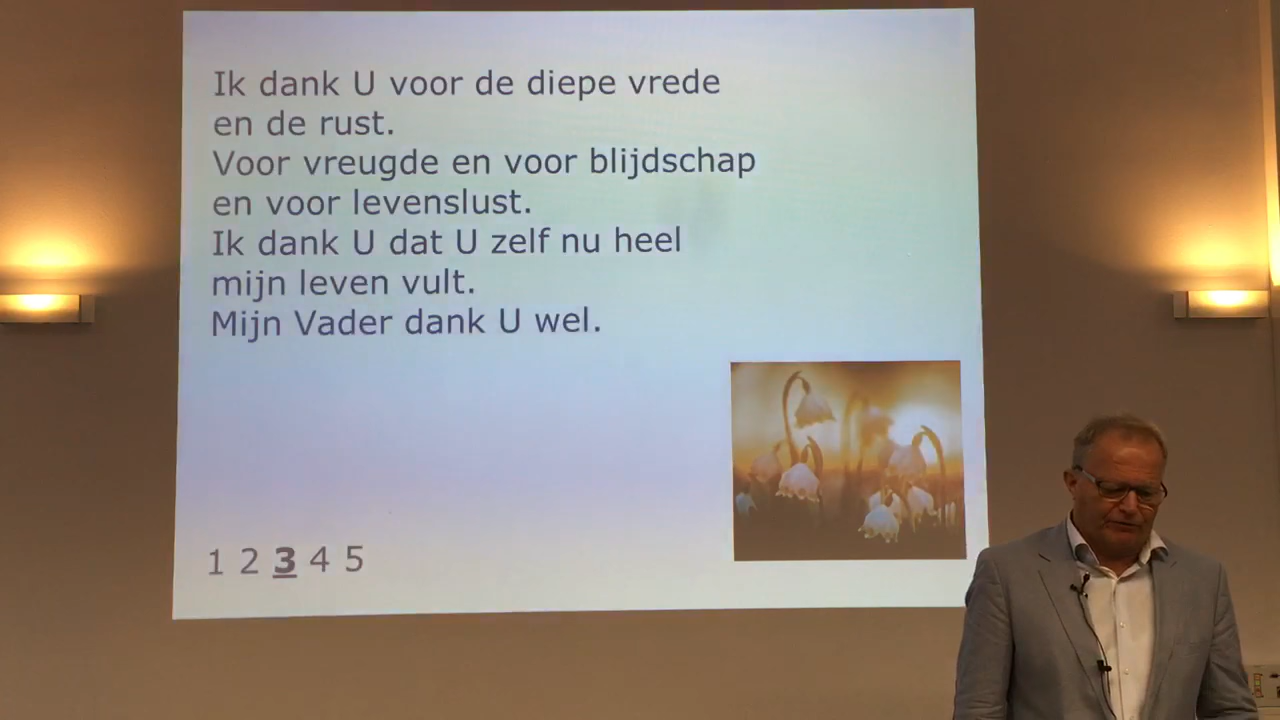 Ik dank U voor de diepe vrede
en de rust.
Voor vreugde en voor blijdschap
en voor levenslust.
Ik dank U dat U zelf nu heel
mijn leven vult.
Mijn Vader dank U wel.
1 2 3 4 5